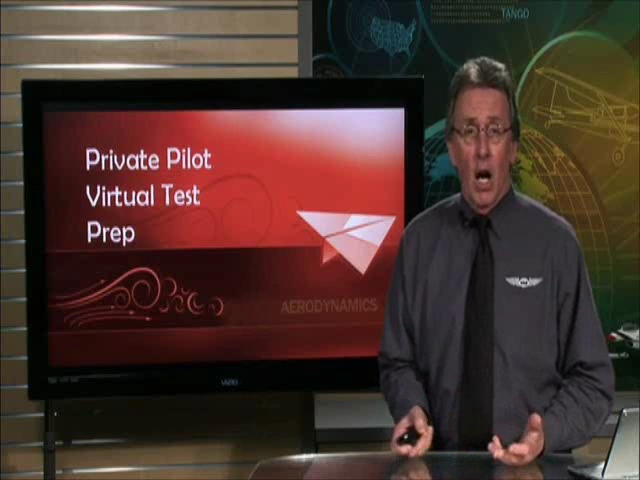 TANGO
Private Pilot
Virtual Test
Prep
AERODYNAMICS
VIZIO